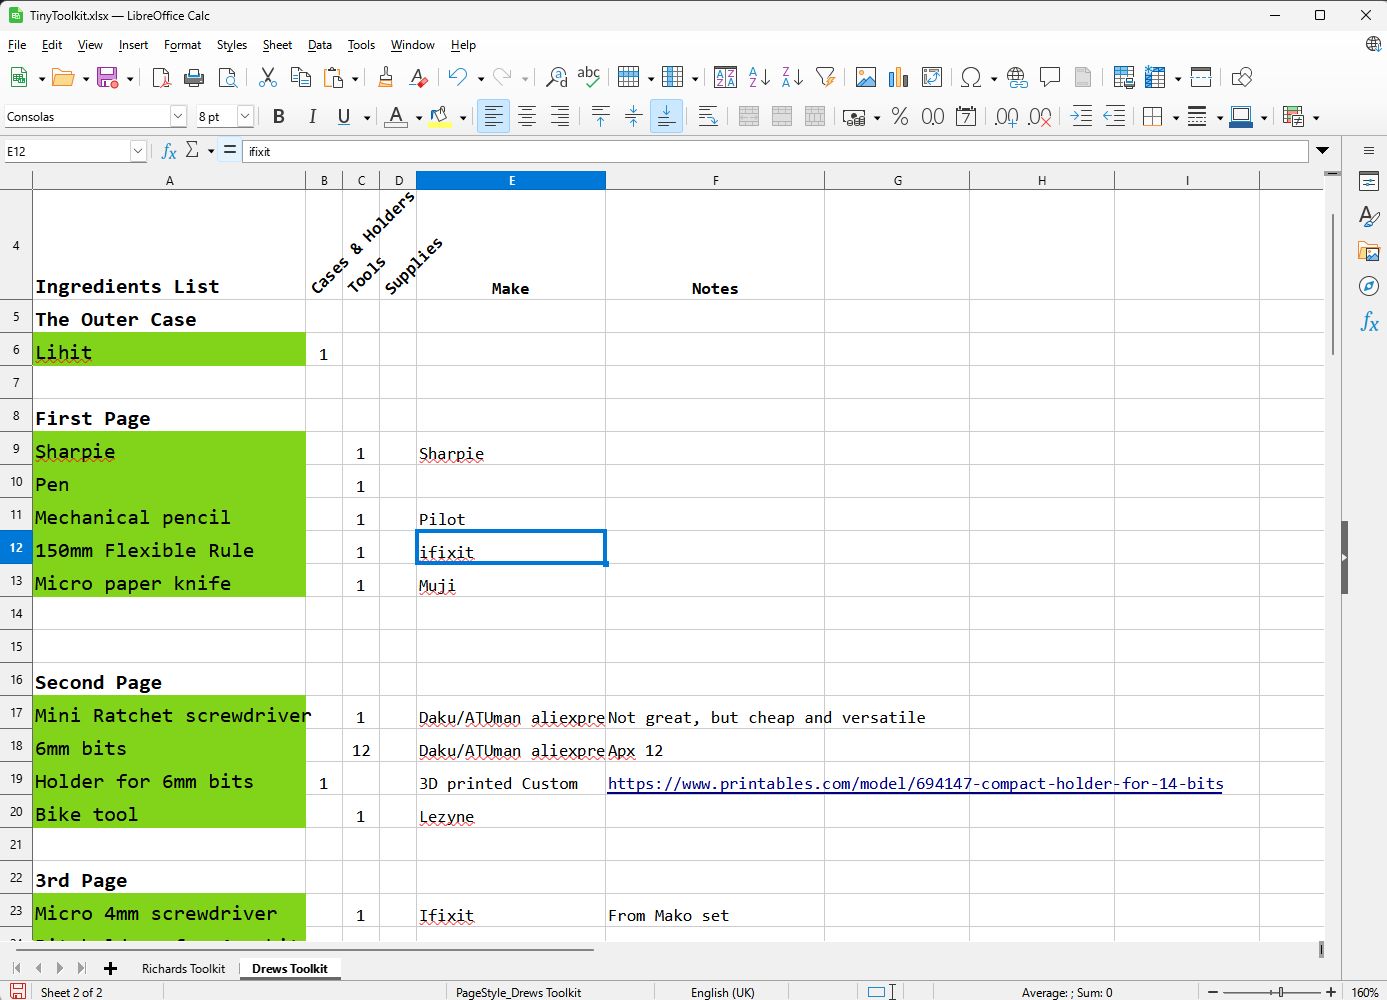 TinyToolkit.xlsx — LibreOffice Calc
File Edit View Insert Format Styles Sheet Data Tools Window Help
Consolas 8 pt B I U
E12 fx Σ = ifixit
A B C D E F G H I
4 Ingredients List Cases & Holders Tools Supplies Make Notes
5 The Outer Case
6 Lihit 1
7
8 First Page
9 Sharpie 1 Sharpie
10 Pen 1
11 Mechanical pencil 1 Pilot
12 150mm Flexible Rule 1 ifixit
13 Micro paper knife 1 Muji
14
15
16 Second Page
17 Mini Ratchet screwdriver 1 Daku/ATUman aliexpre Not great, but cheap and versatile
18 6mm bits 12 Daku/ATUman aliexpre Apx 12
19 Holder for 6mm bits 1 3D printed Custom https://www.printables.com/model/694147-compact-holder-for-14-bits
20 Bike tool 1 Lezyne
21
22 3rd Page
23 Micro 4mm screwdriver 1 Ifixit From Mako set
Richards Toolkit Drews Toolkit
Sheet 2 of 2 PageStyle_Drews Toolkit English (UK) Average: ; Sum: 0 160%